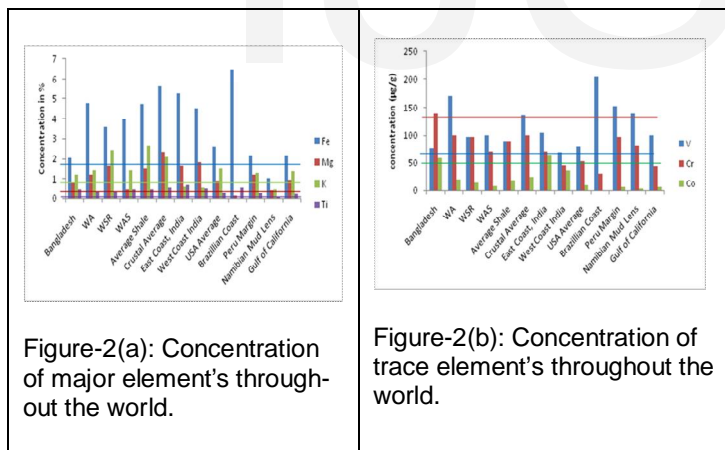 7
6
5
4
3
2
1
0
Concentration in %
Fe
Mg
K
Ti
Bangladesh
WA
WSR
WAS
Average Shale
Crustal Average
East Coast, India
West Coast India
USA Average
Brazillian Coast
Peru Margin
Namibian Mud Lens
Gulf of California
Figure-2(a): Concentration
of major element's through-
out the world.
250
200
150
100
50
0
concentration (µg/g)
V
Cr
Co
Bangladesh
WA
WSR
WAS
Average Shale
Crustal Average
East Coast, India
West Coast India
USA Average
Brazilian Coast
Peru Margin
Namibian Mud Lens
Gulf of California
Figure-2(b): Concentration of
trace element's throughout the
world.